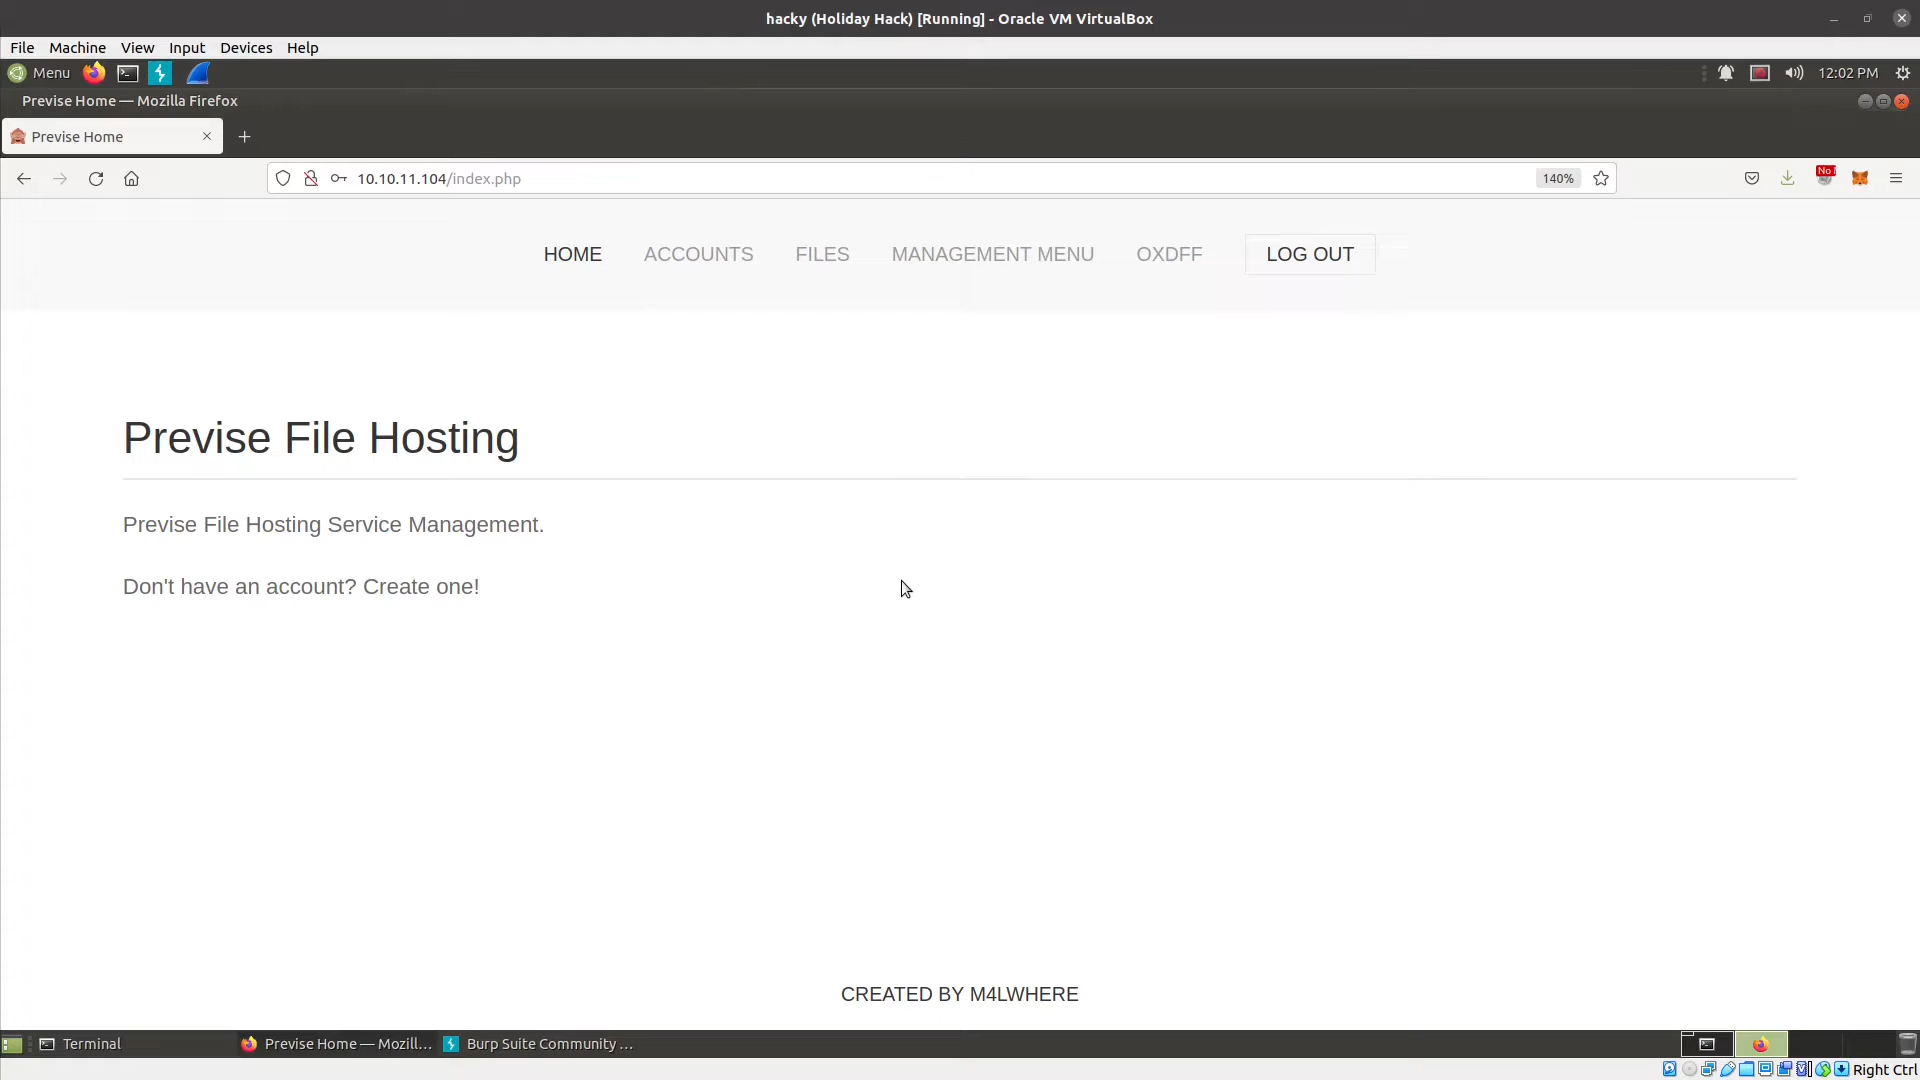 hacky (Holiday Hack) [Running] - Oracle VM VirtualBox
File Machine View Input Devices Help
Menu 12:02 PM
Previse Home — Mozilla Firefox
Previse Home
10.10.11.104/index.php 140% No
HOME ACCOUNTS FILES MANAGEMENT MENU OXDFF LOG OUT
Previse File Hosting
Previse File Hosting Service Management.
Don't have an account? Create one!
CREATED BY M4LWHERE
Terminal Previse Home — Mozill... Burp Suite Community ...
Right Ctrl